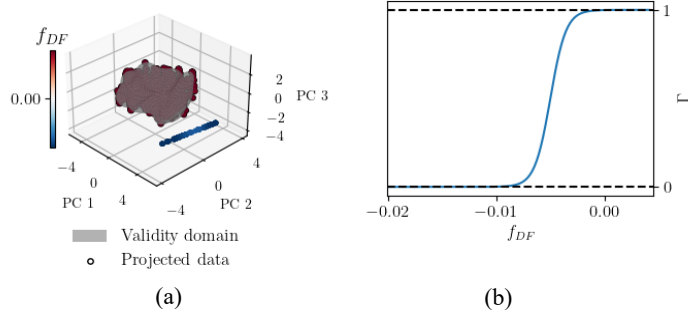 f_DF
0.00
−4
0
4
PC 1
−4
0
4
PC 2
2
0
−2
−4
PC 3
Validity domain
Projected data
(a)
1
0
Γ
−0.02
−0.01
0.00
f_DF
(b)